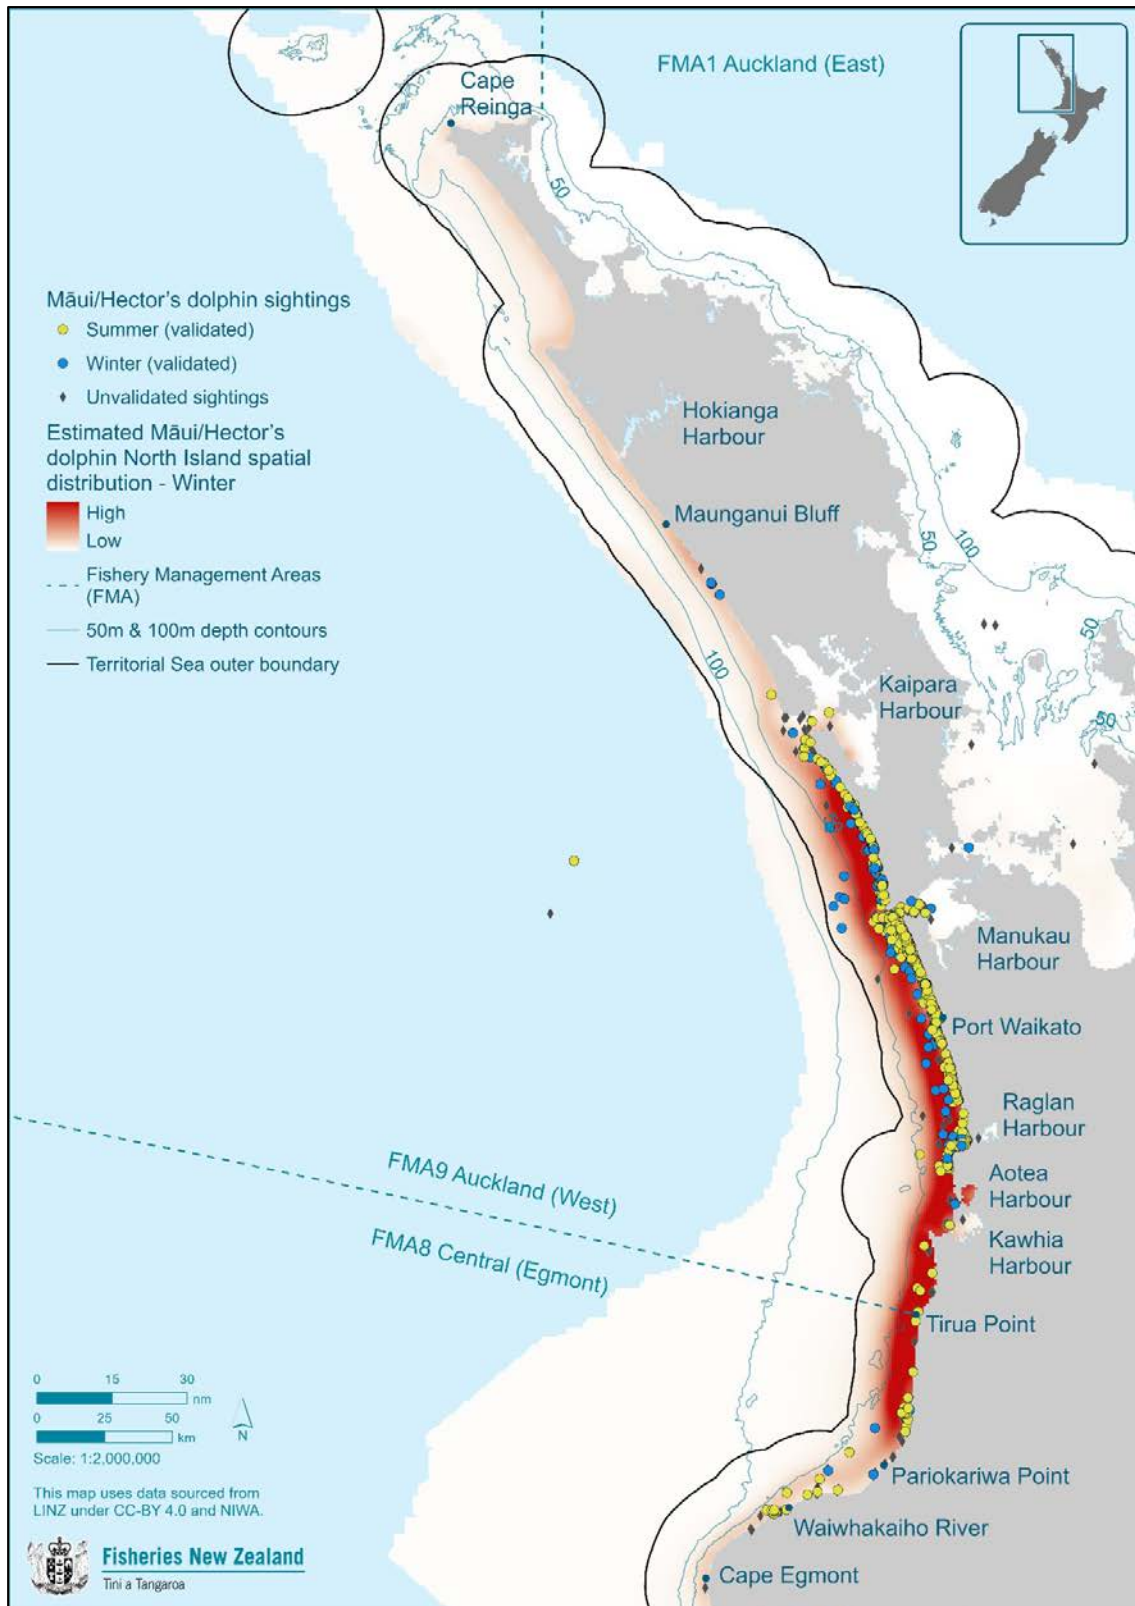 FMA1 Auckland (East)
Cape
Reinga
50
Māui/Hector's dolphin sightings
Summer (validated)
Winter (validated)
Unvalidated sightings
Estimated Māui/Hector's
dolphin North Island spatial
distribution - Winter
High
Low
Fishery Management Areas
(FMA)
50m & 100m depth contours
Territorial Sea outer boundary
Hokianga
Harbour
Maunganui Bluff
50
100
50
100
Kaipara
Harbour
50
Manukau
Harbour
Port Waikato
Raglan
Harbour
Aotea
Harbour
Kawhia
Harbour
FMA9 Auckland (West)
FMA8 Central (Egmont)
Tirua Point
Pariokariwa Point
Waiwhakaiho River
Cape Egmont
0 15 30
nm
0 25 50
km
N
Scale: 1:2,000,000
This map uses data sourced from
LINZ under CC-BY 4.0 and NIWA.
Fisheries New Zealand
Tini a Tangaroa